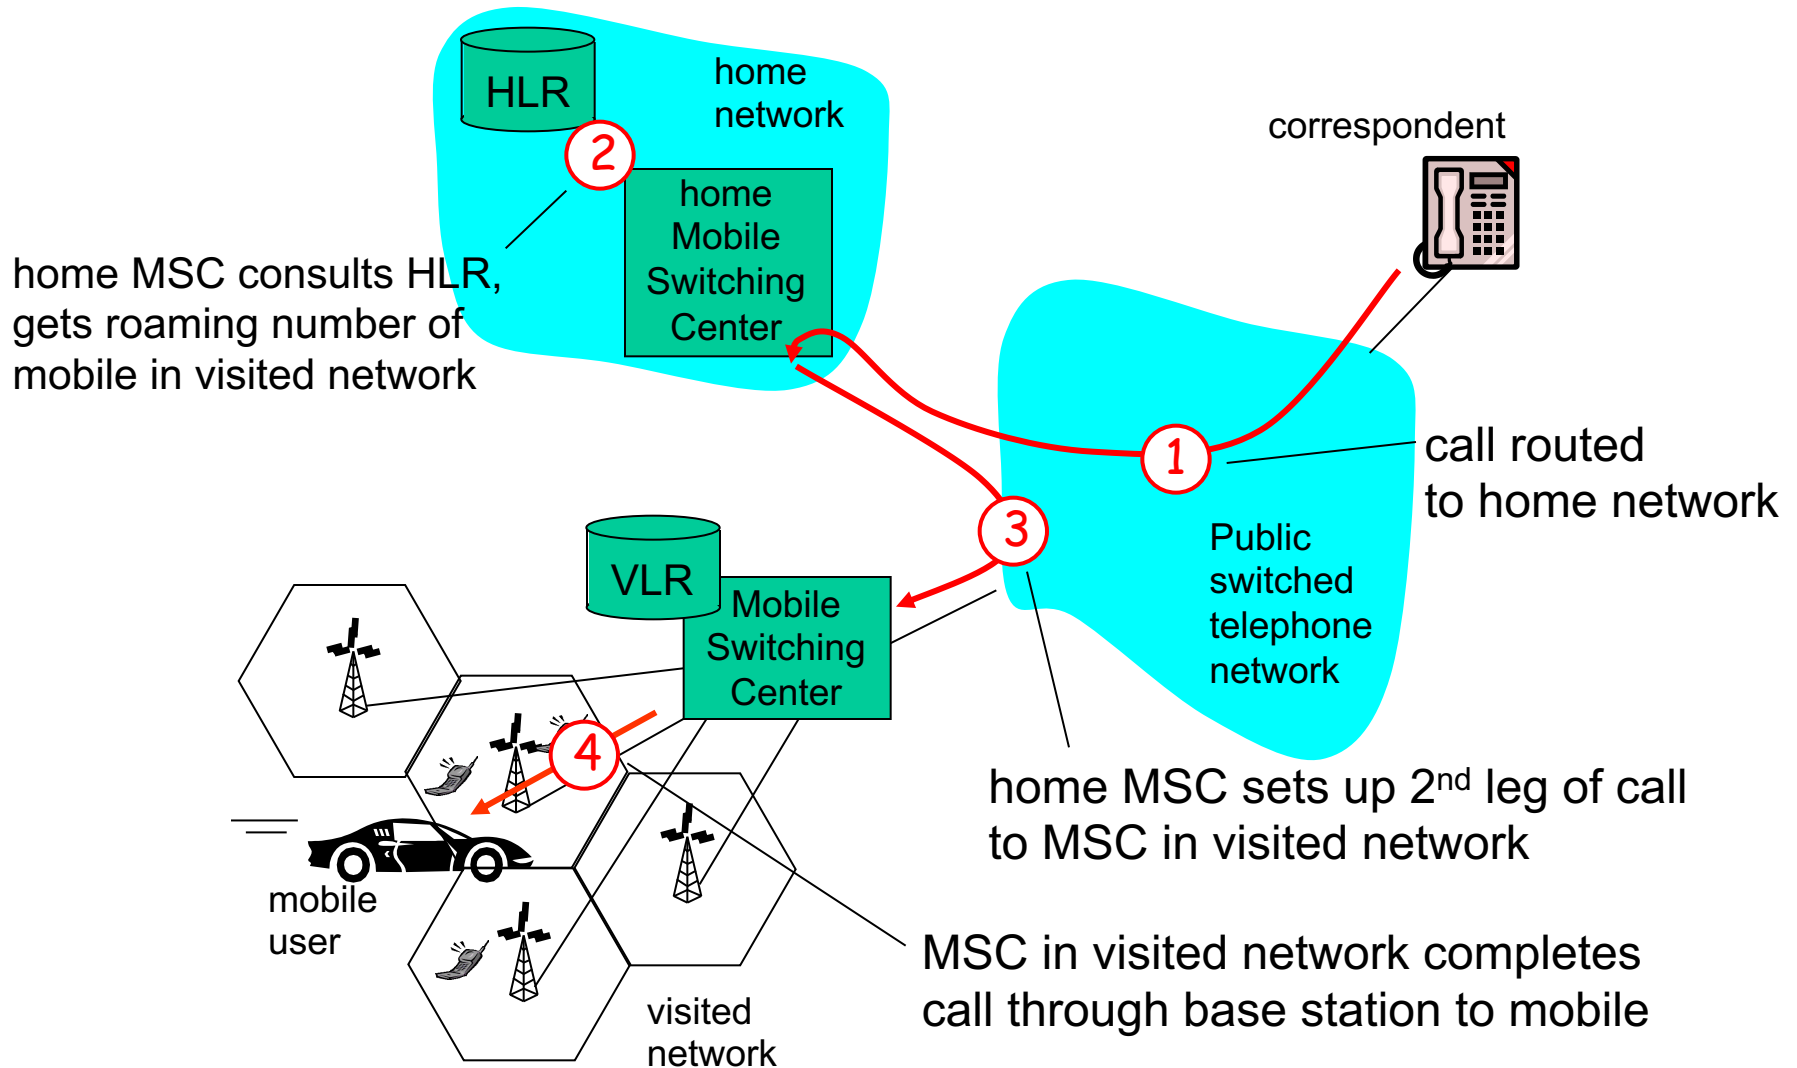 HLR
home
network
2
home
Mobile
Switching
Center
correspondent
home MSC consults HLR,
gets roaming number of
mobile in visited network
1
call routed
to home network
3
Public
switched
telephone
network
VLR
Mobile
Switching
Center
4
home MSC sets up 2nd leg of call
to MSC in visited network
mobile
user
MSC in visited network completes
call through base station to mobile
visited
network